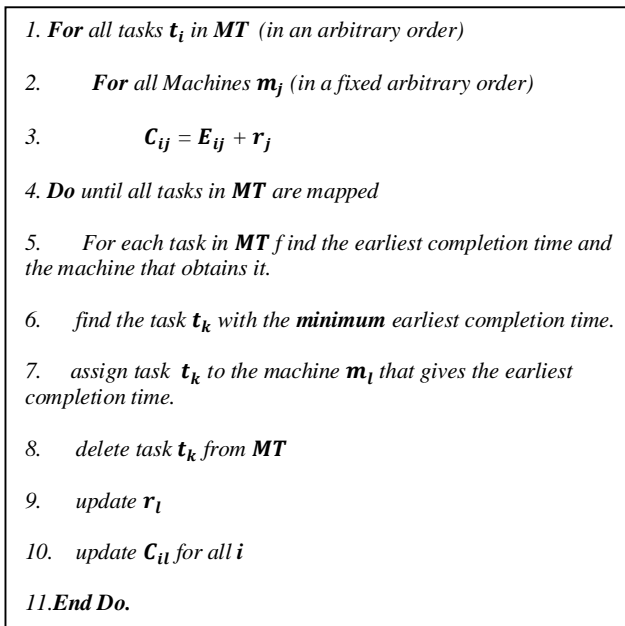 1. For all tasks t_i in MT (in an arbitrary order)
2. For all Machines m_j (in a fixed arbitrary order)
3. C_ij = E_ij + r_j
4. Do until all tasks in MT are mapped
5. For each task in MT f ind the earliest completion time and
the machine that obtains it.
6. find the task t_k with the minimum earliest completion time.
7. assign task t_k to the machine m_l that gives the earliest
completion time.
8. delete task t_k from MT
9. update r_l
10. update C_il for all i
11.End Do.